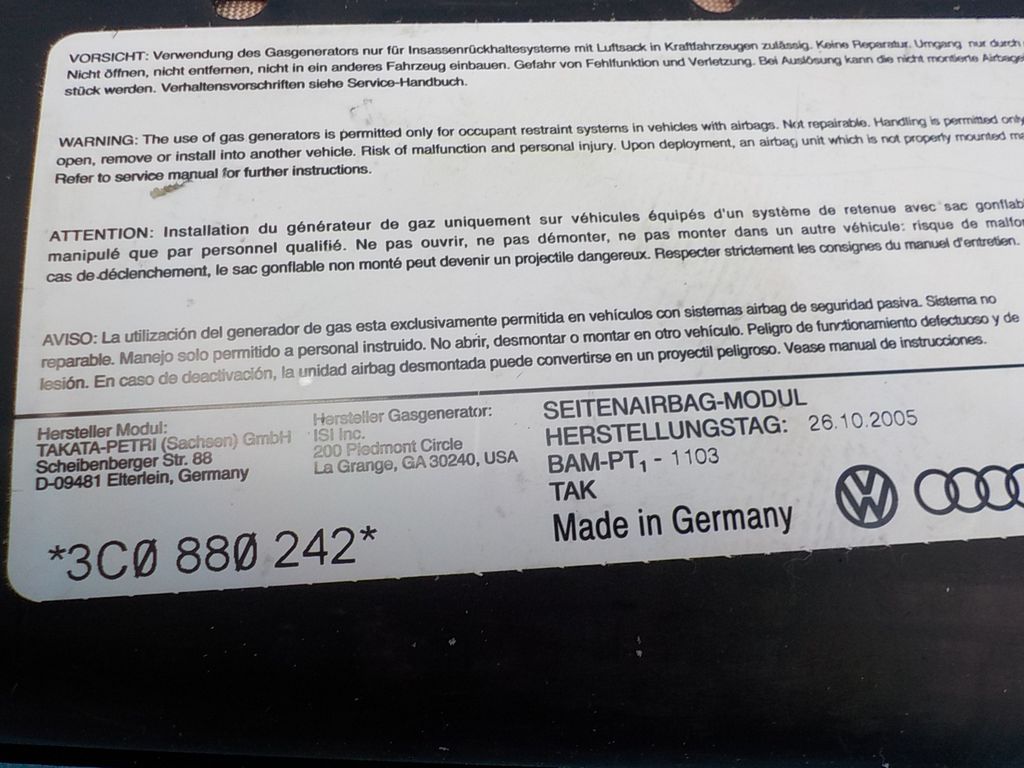 VORSICHT: Verwendung des Gasgenerators nur für Insassenrückhaltesysteme mit Luftsack in Kraftfahrzeugen zulässig. Keine Reparatur. Umgang nur durch
Nicht öffnen, nicht entfernen, nicht in ein anderes Fahrzeug einbauen. Gefahr von Fehlfunktion und Verletzung. Bei Auslösung kann die nicht montierte
stück werden. Verhaltensvorschriften siehe Service-Handbuch.
WARNING: The use of gas generators is permitted only for occupant restraint systems in vehicles with airbags. Not repairable. Handling is permitted only
open, remove or install into another vehicle. Risk of malfunction and personal injury. Upon deployment, an airbag unit which is not properly mounted
Refer to service manual for further instructions.
ATTENTION: Installation du générateur de gaz uniquement sur véhicules équipés d'un système de retenue avec sac
manipulé que par personnel qualifié. Ne pas ouvrir, ne pas démonter, ne pas monter dans un autre véhicule: risque de
cas de déclenchement, le sac gonflable non monté peut devenir un projectile dangereux. Respecter strictement les consignes du manuel d'entretien.
AVISO: La utilización del generador de gas esta exclusivamente permitida en vehículos con sistemas airbag de seguridad pasiva. Sistema no
reparable. Manejo solo permitido a personal instruido. No abrir, desmontar o montar en otro vehículo. Peligro de functionamiento defectuoso y de
lesión. En caso de deactivación, la unidad airbag desmontada puede convertirse en un proyectil peligroso. Vease manual de instrucciones.
Hersteller Modul:
TAKATA-PETRI (Sachsen) GmbH
Scheibenberger Str. 88
D-09481 Elterlein, Germany
Hersteller Gasgenerator:
ISI Inc.
200 Piedmont Circle
La Grange, GA 30240, USA
SEITENAIRBAG-MODUL
HERSTELLUNGSTAG: 26.10.2005
BAM-PT₁ - 1103
TAK
Made in Germany
*3C0 880 242*
VW